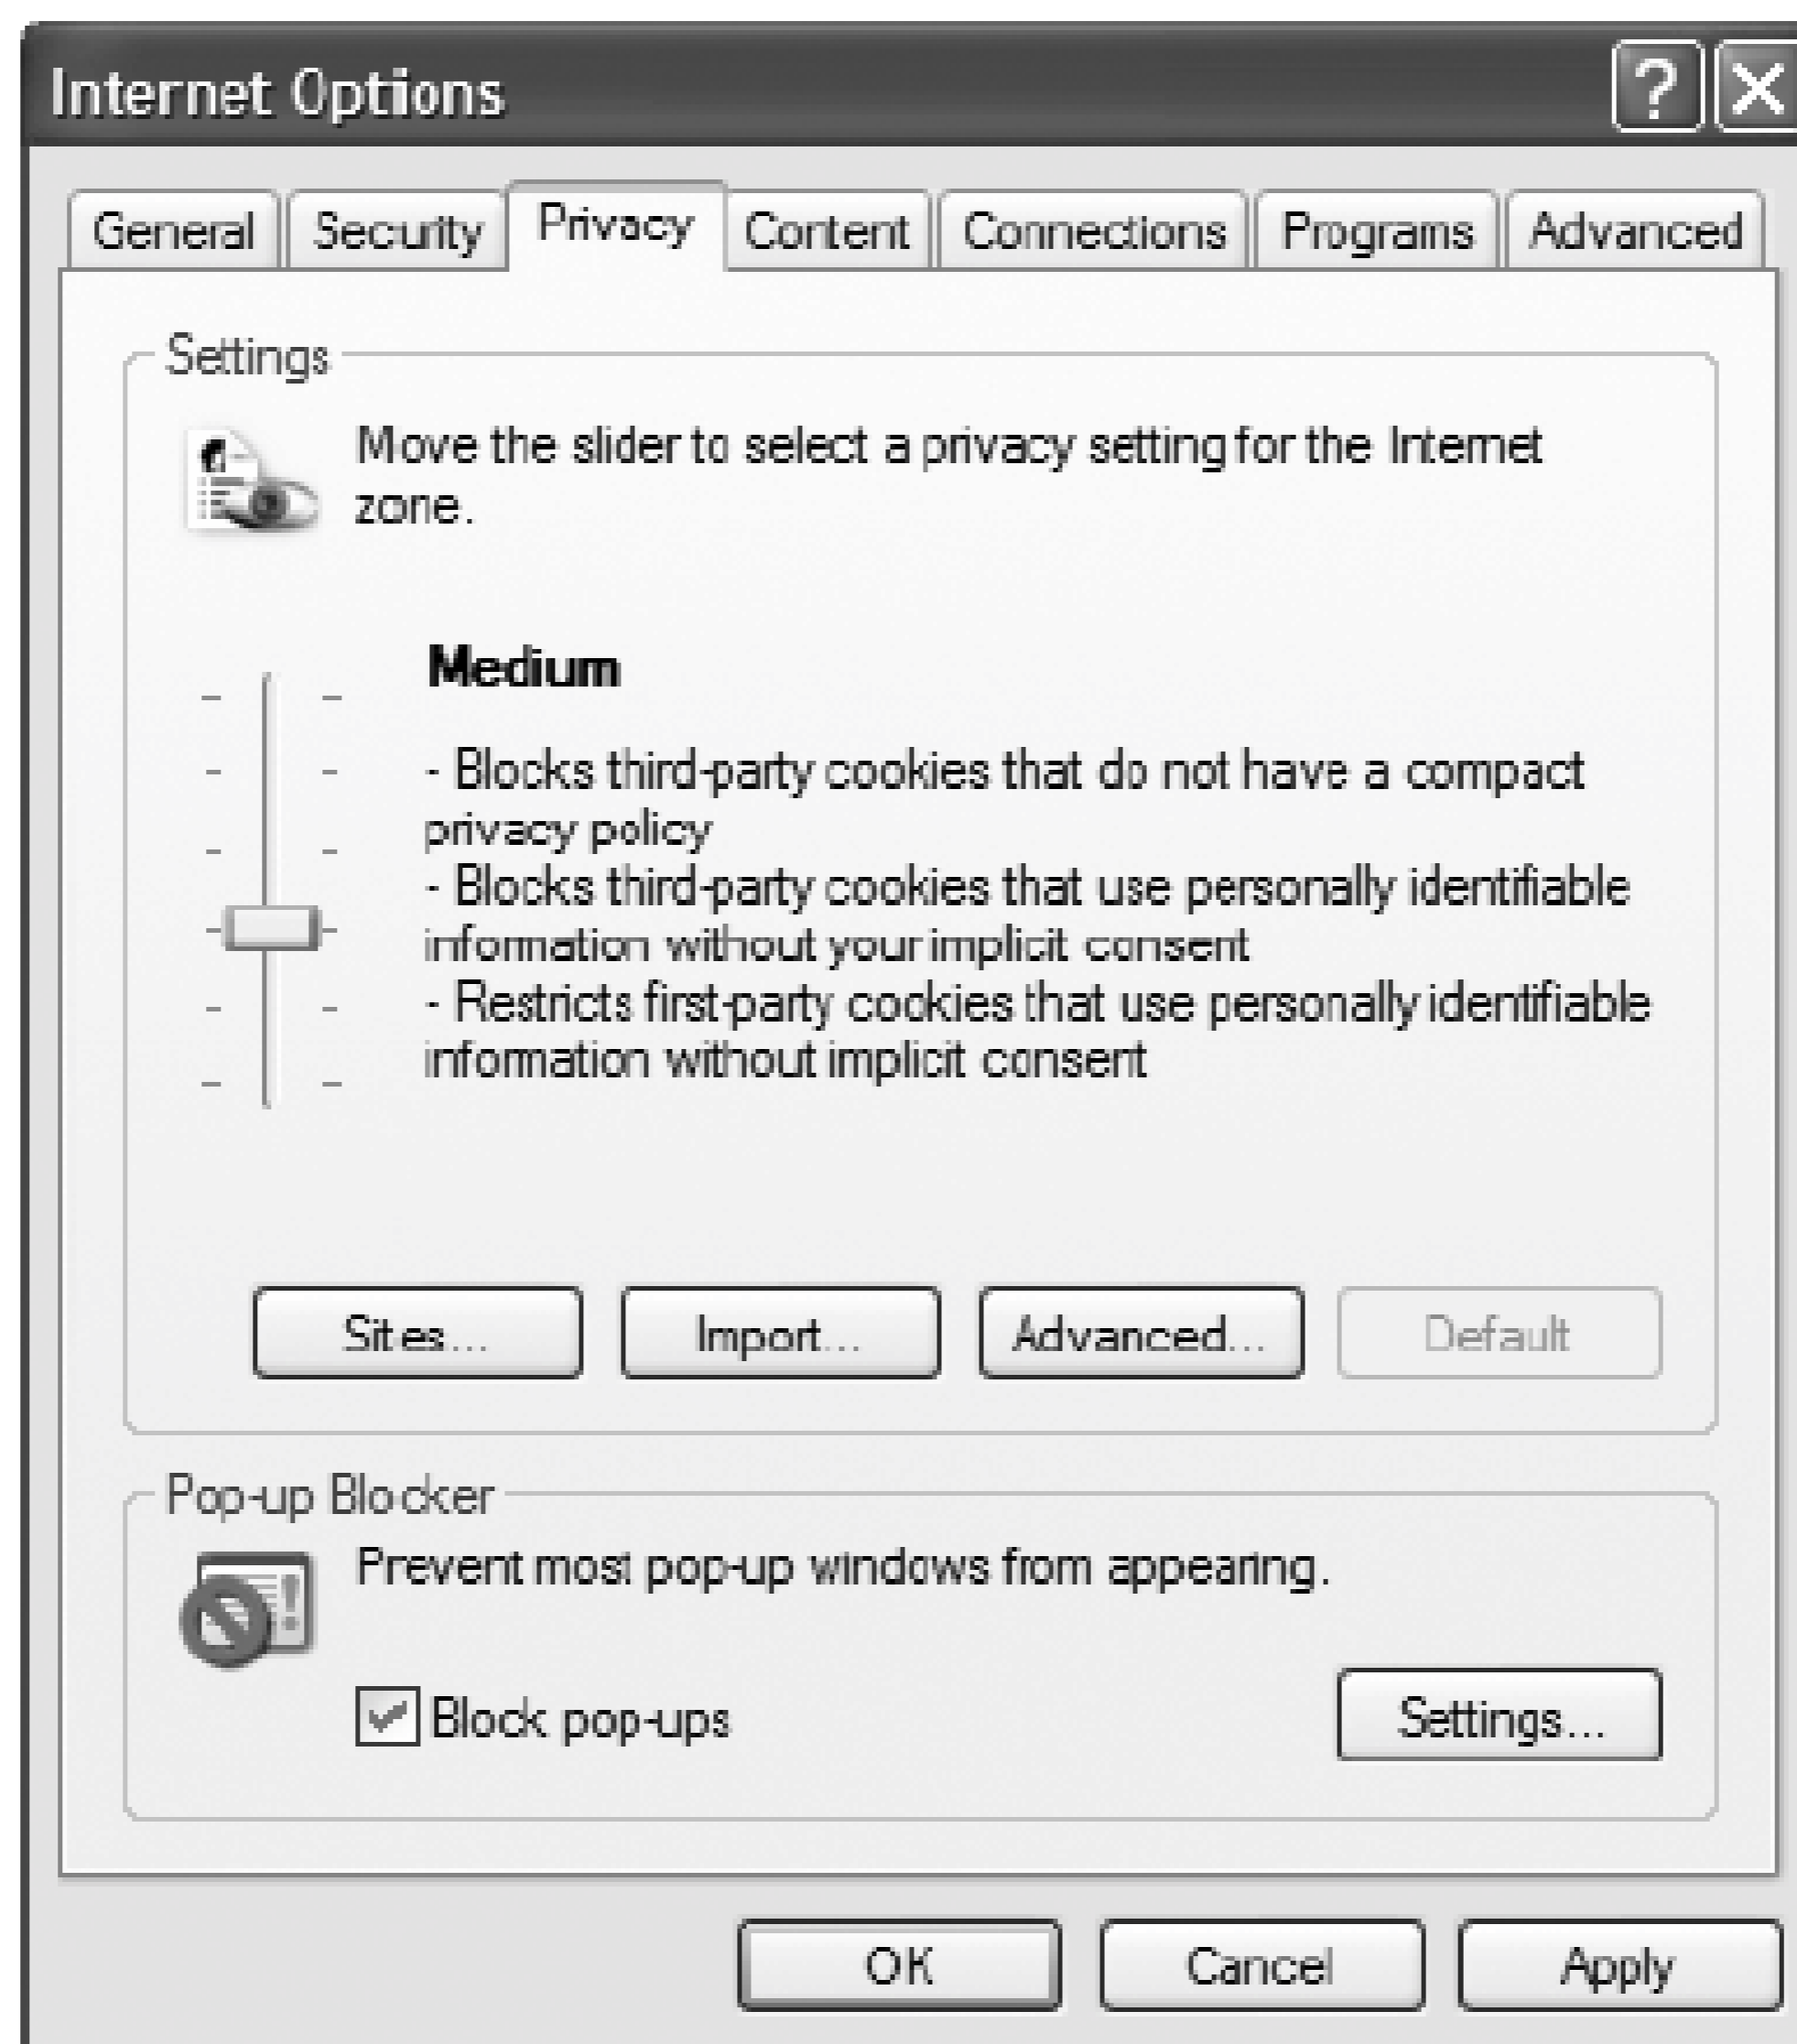 Internet Options
General Security Privacy Content Connections Programs Advanced
Settings
Move the slider to select a privacy setting for the Internet
zone.
Medium
- Blocks third-party cookies that do not have a compact
privacy policy
- Blocks third-party cookies that use personally identifiable
information without your implicit consent
- Restricts first-party cookies that use personally identifiable
information without implicit consent
Sites... Import... Advanced... Default
Pop-up Blocker
Prevent most pop-up windows from appearing.
Block pop-ups Settings...
OK Cancel Apply